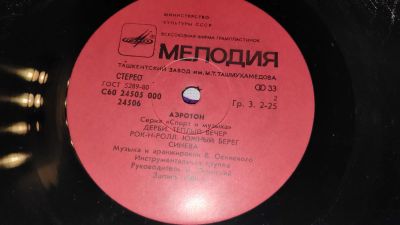 МИНИСТЕРСТВО
КУЛЬТУРЫ СССР
ВСЕСОЮЗНАЯ ФИРМА ГРАМПЛАСТИНОК
МЕЛОДИЯ
ТАШКЕНТСКИЙ ЗАВОД ИМ. М.Т. ТАШМУХАМЕДОВА
СТЕРЕО
33
ГОСТ 5289-80
2
С60 24505 000
Гр. 3. 2-25
24506
АЭРОТОН
Серия «Спорт и музыка»
ДЕРБИ. ТЕПЛЫЙ ВЕЧЕР
РОК-Н-РОЛЛ. ЮЖНЫЙ БЕРЕГ
СИНЕВА
Музыка и аранжировки В.
Инструментальная группа
Руководитель
Запись